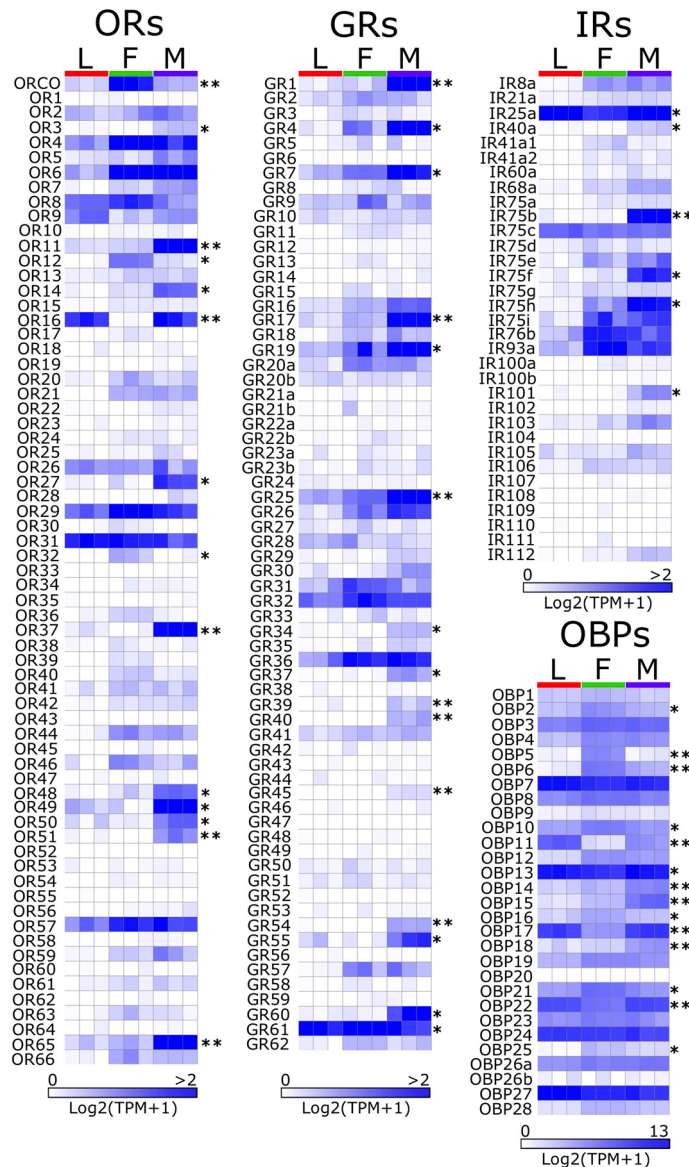 ORs
L F M
ORCO **
OR1
OR2
OR3 *
OR4
OR5
OR6
OR7
OR8
OR9
OR10
OR11 **
OR12 *
OR13
OR14 *
OR15
OR16 **
OR17
OR18
OR19
OR20
OR21
OR22
OR23
OR24
OR25
OR26
OR27 *
OR28
OR29
OR30
OR31
OR32 *
OR33
OR34
OR35
OR36
OR37 **
OR38
OR39
OR40
OR41
OR42
OR43
OR44
OR45
OR46
OR47
OR48 *
OR49 *
OR50 *
OR51 **
OR52
OR53
OR54
OR55
OR56
OR57
OR58
OR59
OR60
OR61
OR62
OR63
OR64
OR65 **
OR66
0 >2
Log2(TPM+1)
GRs
L F M
GR1 **
GR2
GR3
GR4 *
GR5
GR6
GR7 *
GR8
GR9
GR10
GR11
GR12
GR13
GR14
GR15
GR16
GR17 **
GR18
GR19 *
GR20a
GR20b
GR21a
GR21b
GR22a
GR22b
GR23a
GR23b
GR24
GR25 **
GR26
GR27
GR28
GR29
GR30
GR31
GR32
GR33
GR34 *
GR35
GR36
GR37 *
GR38
GR39 **
GR40 **
GR41
GR42
GR43
GR44
GR45 **
GR46
GR47
GR48
GR49
GR50
GR51
GR52
GR53
GR54 **
GR55 *
GR56
GR57
GR58
GR59
GR60 *
GR61 *
GR62
0 >2
Log2(TPM+1)
IRs
L F M
IR8a
IR21a
IR25a *
IR40a *
IR41a1
IR41a2
IR60a
IR68a
IR75a
IR75b **
IR75c
IR75d
IR75e
IR75f *
IR75g
IR75h *
IR75i
IR76b
IR93a
IR100a
IR100b
IR101 *
IR102
IR103
IR104
IR105
IR106
IR107
IR108
IR109
IR110
IR111
IR112
0 >2
Log2(TPM+1)
OBPs
L F M
OBP1
OBP2 *
OBP3
OBP4
OBP5 **
OBP6 **
OBP7
OBP8
OBP9
OBP10 *
OBP11 **
OBP12
OBP13 *
OBP14 **
OBP15 **
OBP16 *
OBP17 **
OBP18 **
OBP19
OBP20
OBP21 *
OBP22 **
OBP23
OBP24
OBP25 *
OBP26a
OBP26b
OBP27
OBP28
0 13
Log2(TPM+1)